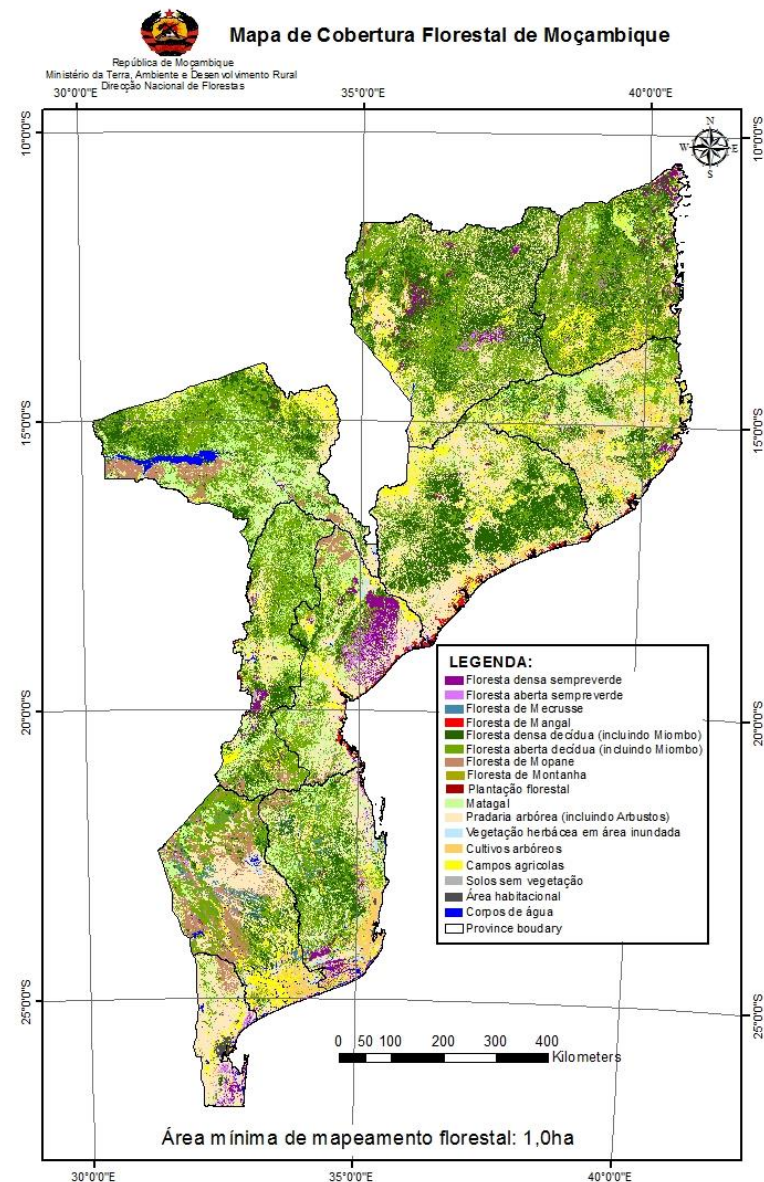 Mapa de Cobertura Florestal de Moçambique
República de Moçambique
Ministério da Terra, Ambiente e Desenvolvimento Rural
Direcção Nacional de Florestas
30°0'0"E 35°0'0"E 40°0'0"E
10°0'0"S 10°0'0"S
N
W E
S
15°0'0"S 15°0'0"S
LEGENDA:
Floresta densa sempreverde
Floresta aberta sempreverde
Floresta de Mecrusse
Floresta de Mangal
Floresta densa decídua (incluindo Miombo)
Floresta aberta decídua (incluindo Miombo)
Floresta de Mopane
Floresta de Montanha
Plantação florestal
Matagal
Pradaria arbórea (incluindo Arbustos)
Vegetação herbácea em área inundada
Cultivos arbóreos
Campos agricolas
Solos sem vegetação
Área habitacional
Corpos de água
Province boudary
20°0'0"S 20°0'0"S
25°0'0"S 25°0'0"S
0 50 100 200 300 400
Kilometers
Área mínima de mapeamento florestal: 1,0ha
30°0'0"E 35°0'0"E 40°0'0"E